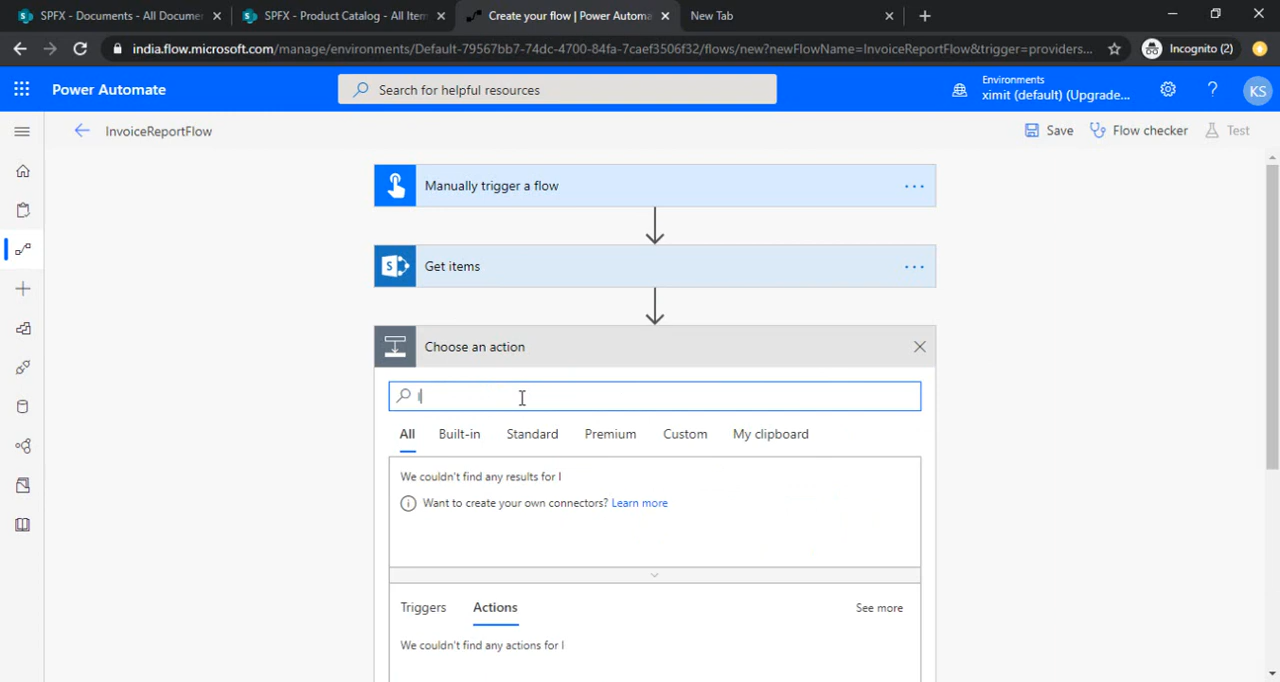 SPFX - Documents - All Documer
SPFX - Product Catalog - All Item
Create your flow | Power Automa
New Tab
india.flow.microsoft.com/manage/environments/Default-79567bb7-74dc-4700-84fa-7caef3506f32/flows/new?newFlowName=InvoiceReportFlow&trigger=providers...
Incognito (2)
Power Automate
Search for helpful resources
Environments
ximit (default) (Upgrade...
?
KS
InvoiceReportFlow
Save
Flow checker
Test
Manually trigger a flow
...
Get items
...
Choose an action
All
Built-in
Standard
Premium
Custom
My clipboard
We couldn't find any results for l
Want to create your own connectors? Learn more
Triggers
Actions
See more
We couldn't find any actions for l